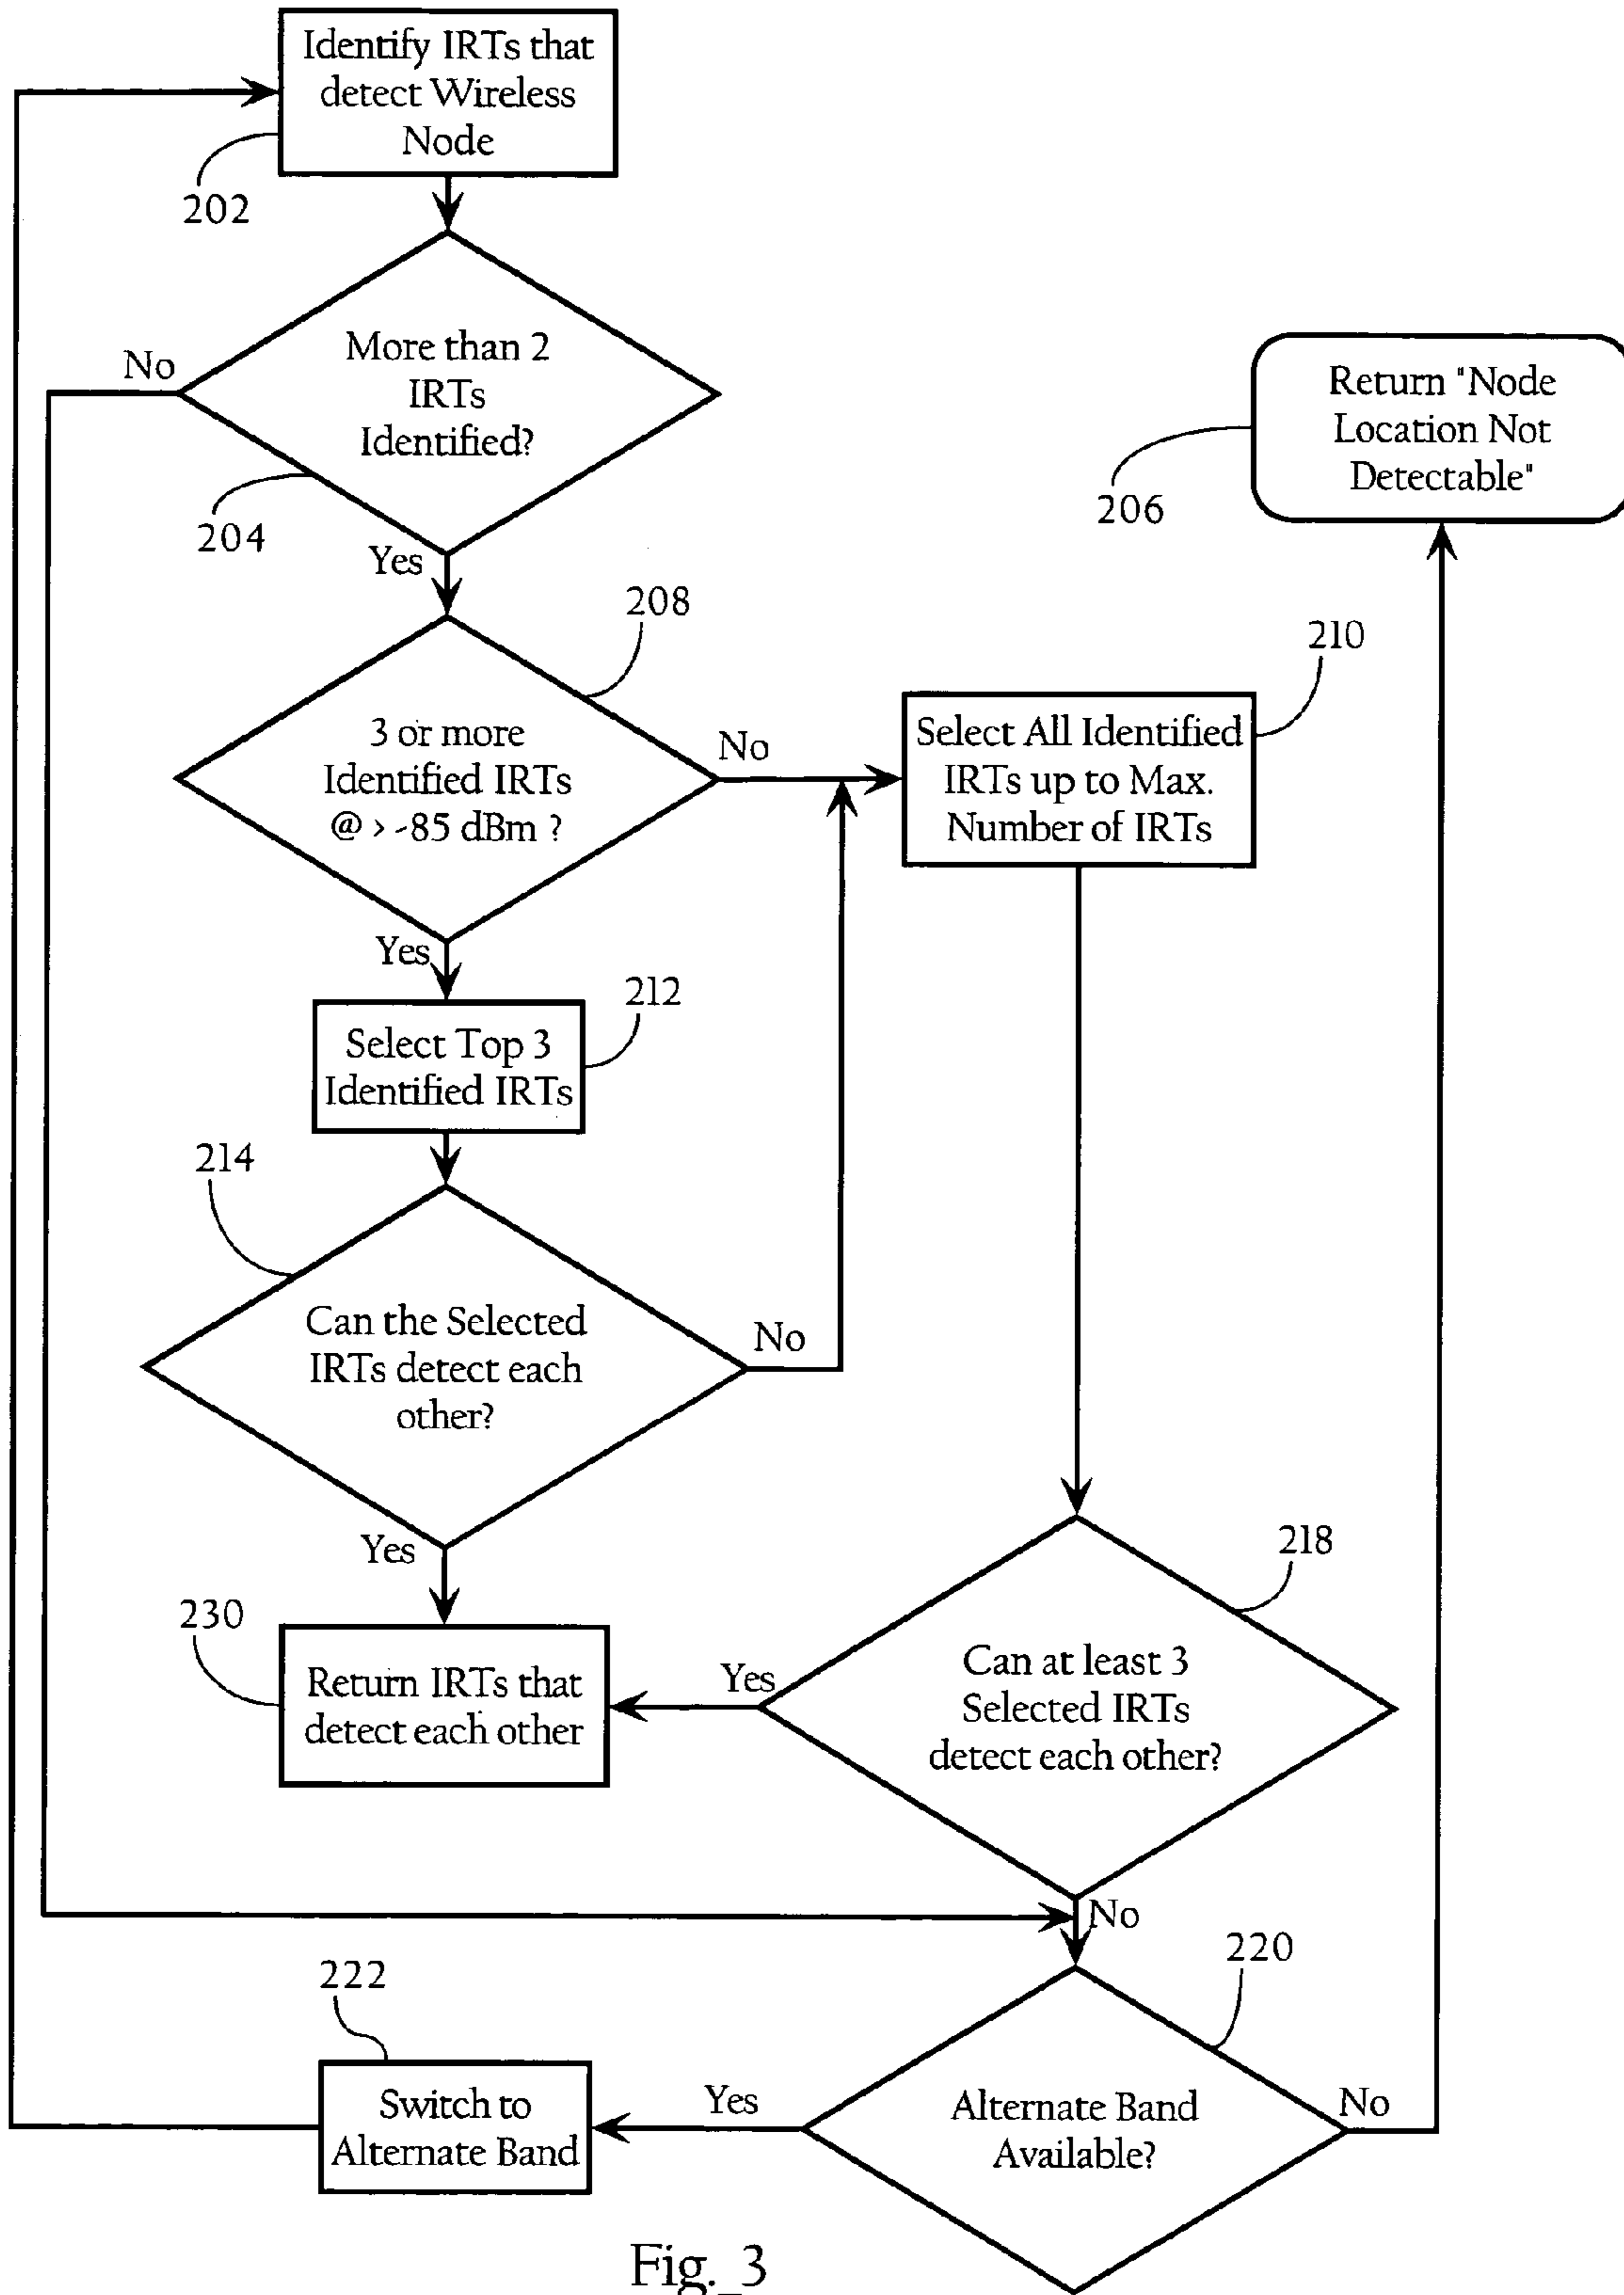 Identify IRTs that
detect Wireless
Node
202
More than 2
IRTs
Identified?
No
204
Yes
Return "Node
Location Not
Detectable"
206
208
3 or more
Identified IRTs
@ > -85 dBm ?
No
Yes
210
Select All Identified
IRTs up to Max.
Number of IRTs
212
Select Top 3
Identified IRTs
214
Can the Selected
IRTs detect each
other?
No
Yes
230
Return IRTs that
detect each other
218
Can at least 3
Selected IRTs
detect each other?
Yes
No
220
Alternate Band
Available?
Yes
No
222
Switch to
Alternate Band
Fig._3